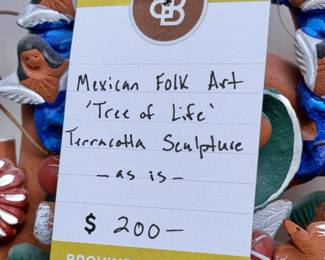 Mexican Folk Art
'Tree of Life'
Terracotta Sculpture
— as is —
$ 200 —